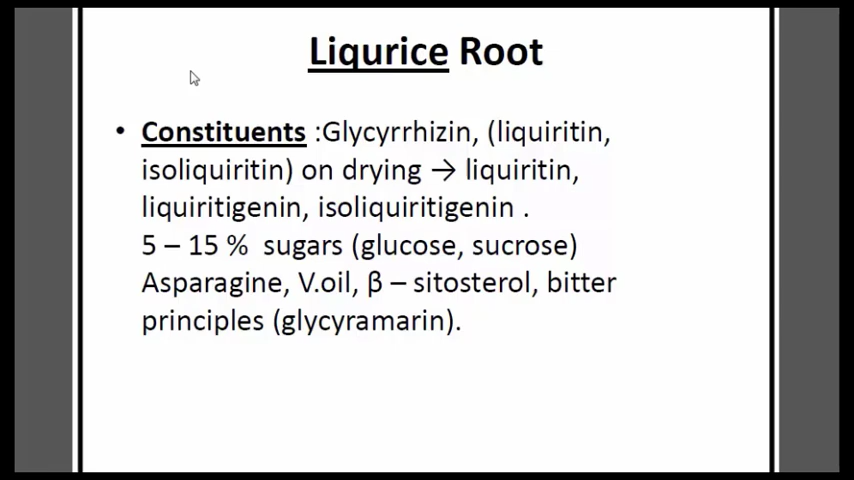 Liqurice Root
• Constituents :Glycyrrhizin, (liquiritin,
isoliquiritin) on drying → liquiritin,
liquiritigenin, isoliquiritigenin .
5 – 15 % sugars (glucose, sucrose)
Asparagine, V.oil, β – sitosterol, bitter
principles (glycyramarin).